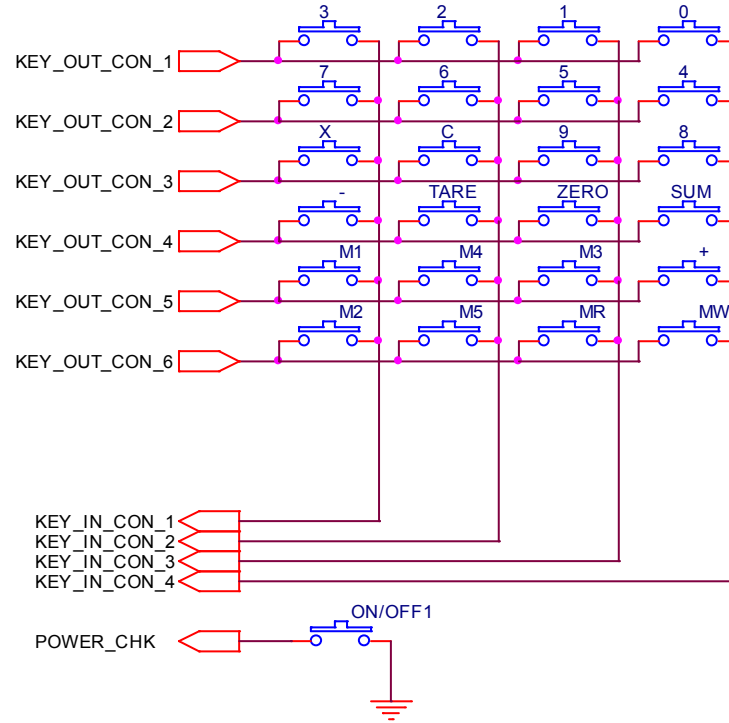 3 2 1 0
KEY_OUT_CON_1
7 6 5 4
KEY_OUT_CON_2
X C 9 8
KEY_OUT_CON_3
- TARE ZERO SUM
KEY_OUT_CON_4
M1 M4 M3 +
KEY_OUT_CON_5
M2 M5 MR MW
KEY_OUT_CON_6
KEY_IN_CON_1
KEY_IN_CON_2
KEY_IN_CON_3
KEY_IN_CON_4
ON/OFF1
POWER_CHK